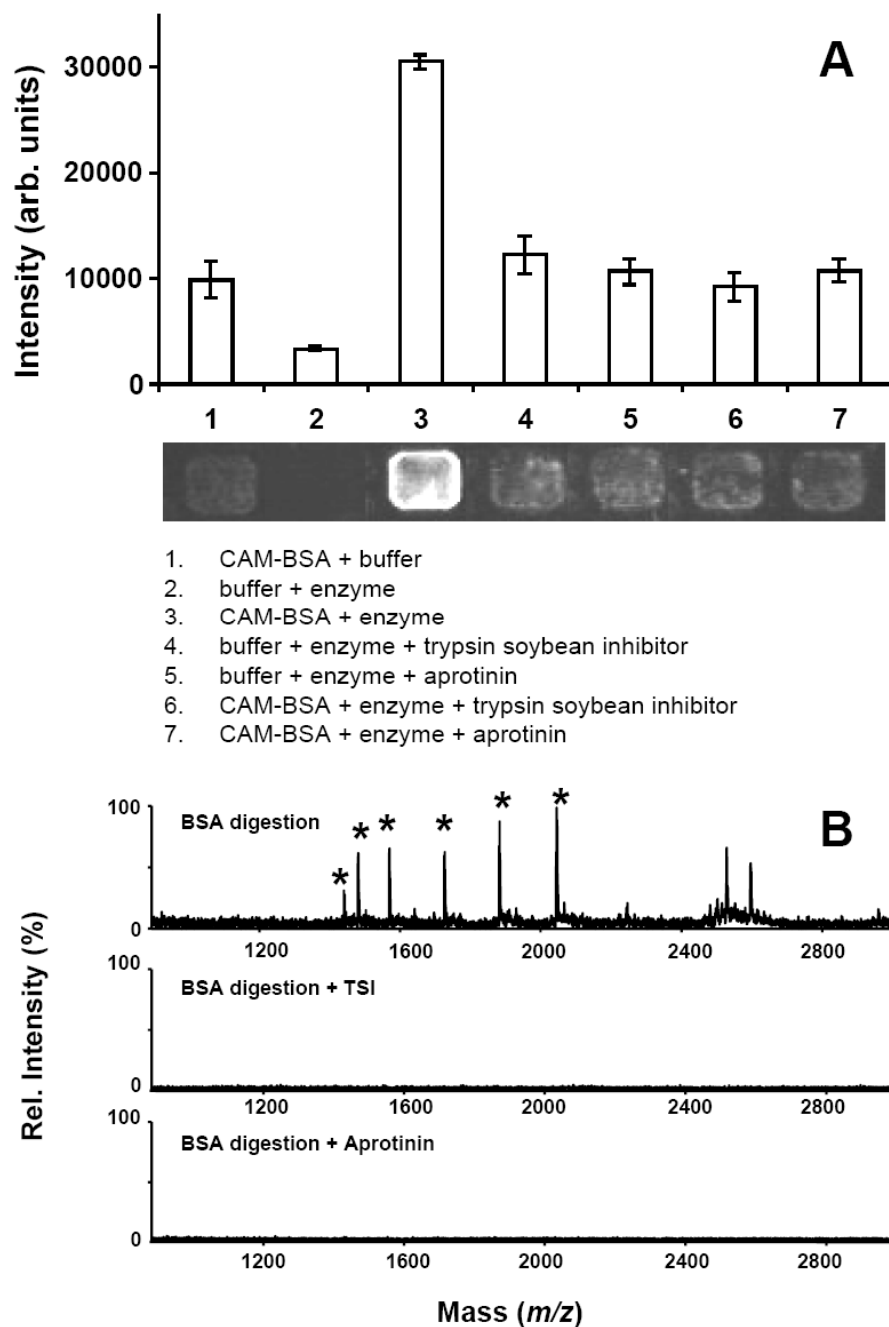 A
Intensity (arb. units)
30000
20000
10000
0
1 2 3 4 5 6 7
1. CAM-BSA + buffer
2. buffer + enzyme
3. CAM-BSA + enzyme
4. buffer + enzyme + trypsin soybean inhibitor
5. buffer + enzyme + aprotinin
6. CAM-BSA + enzyme + trypsin soybean inhibitor
7. CAM-BSA + enzyme + aprotinin
B
Rel. Intensity (%)
100
BSA digestion
* * * * * *
0
1200 1600 2000 2400 2800
100
BSA digestion + TSI
0
1200 1600 2000 2400 2800
100
BSA digestion + Aprotinin
0
1200 1600 2000 2400 2800
Mass (m/z)